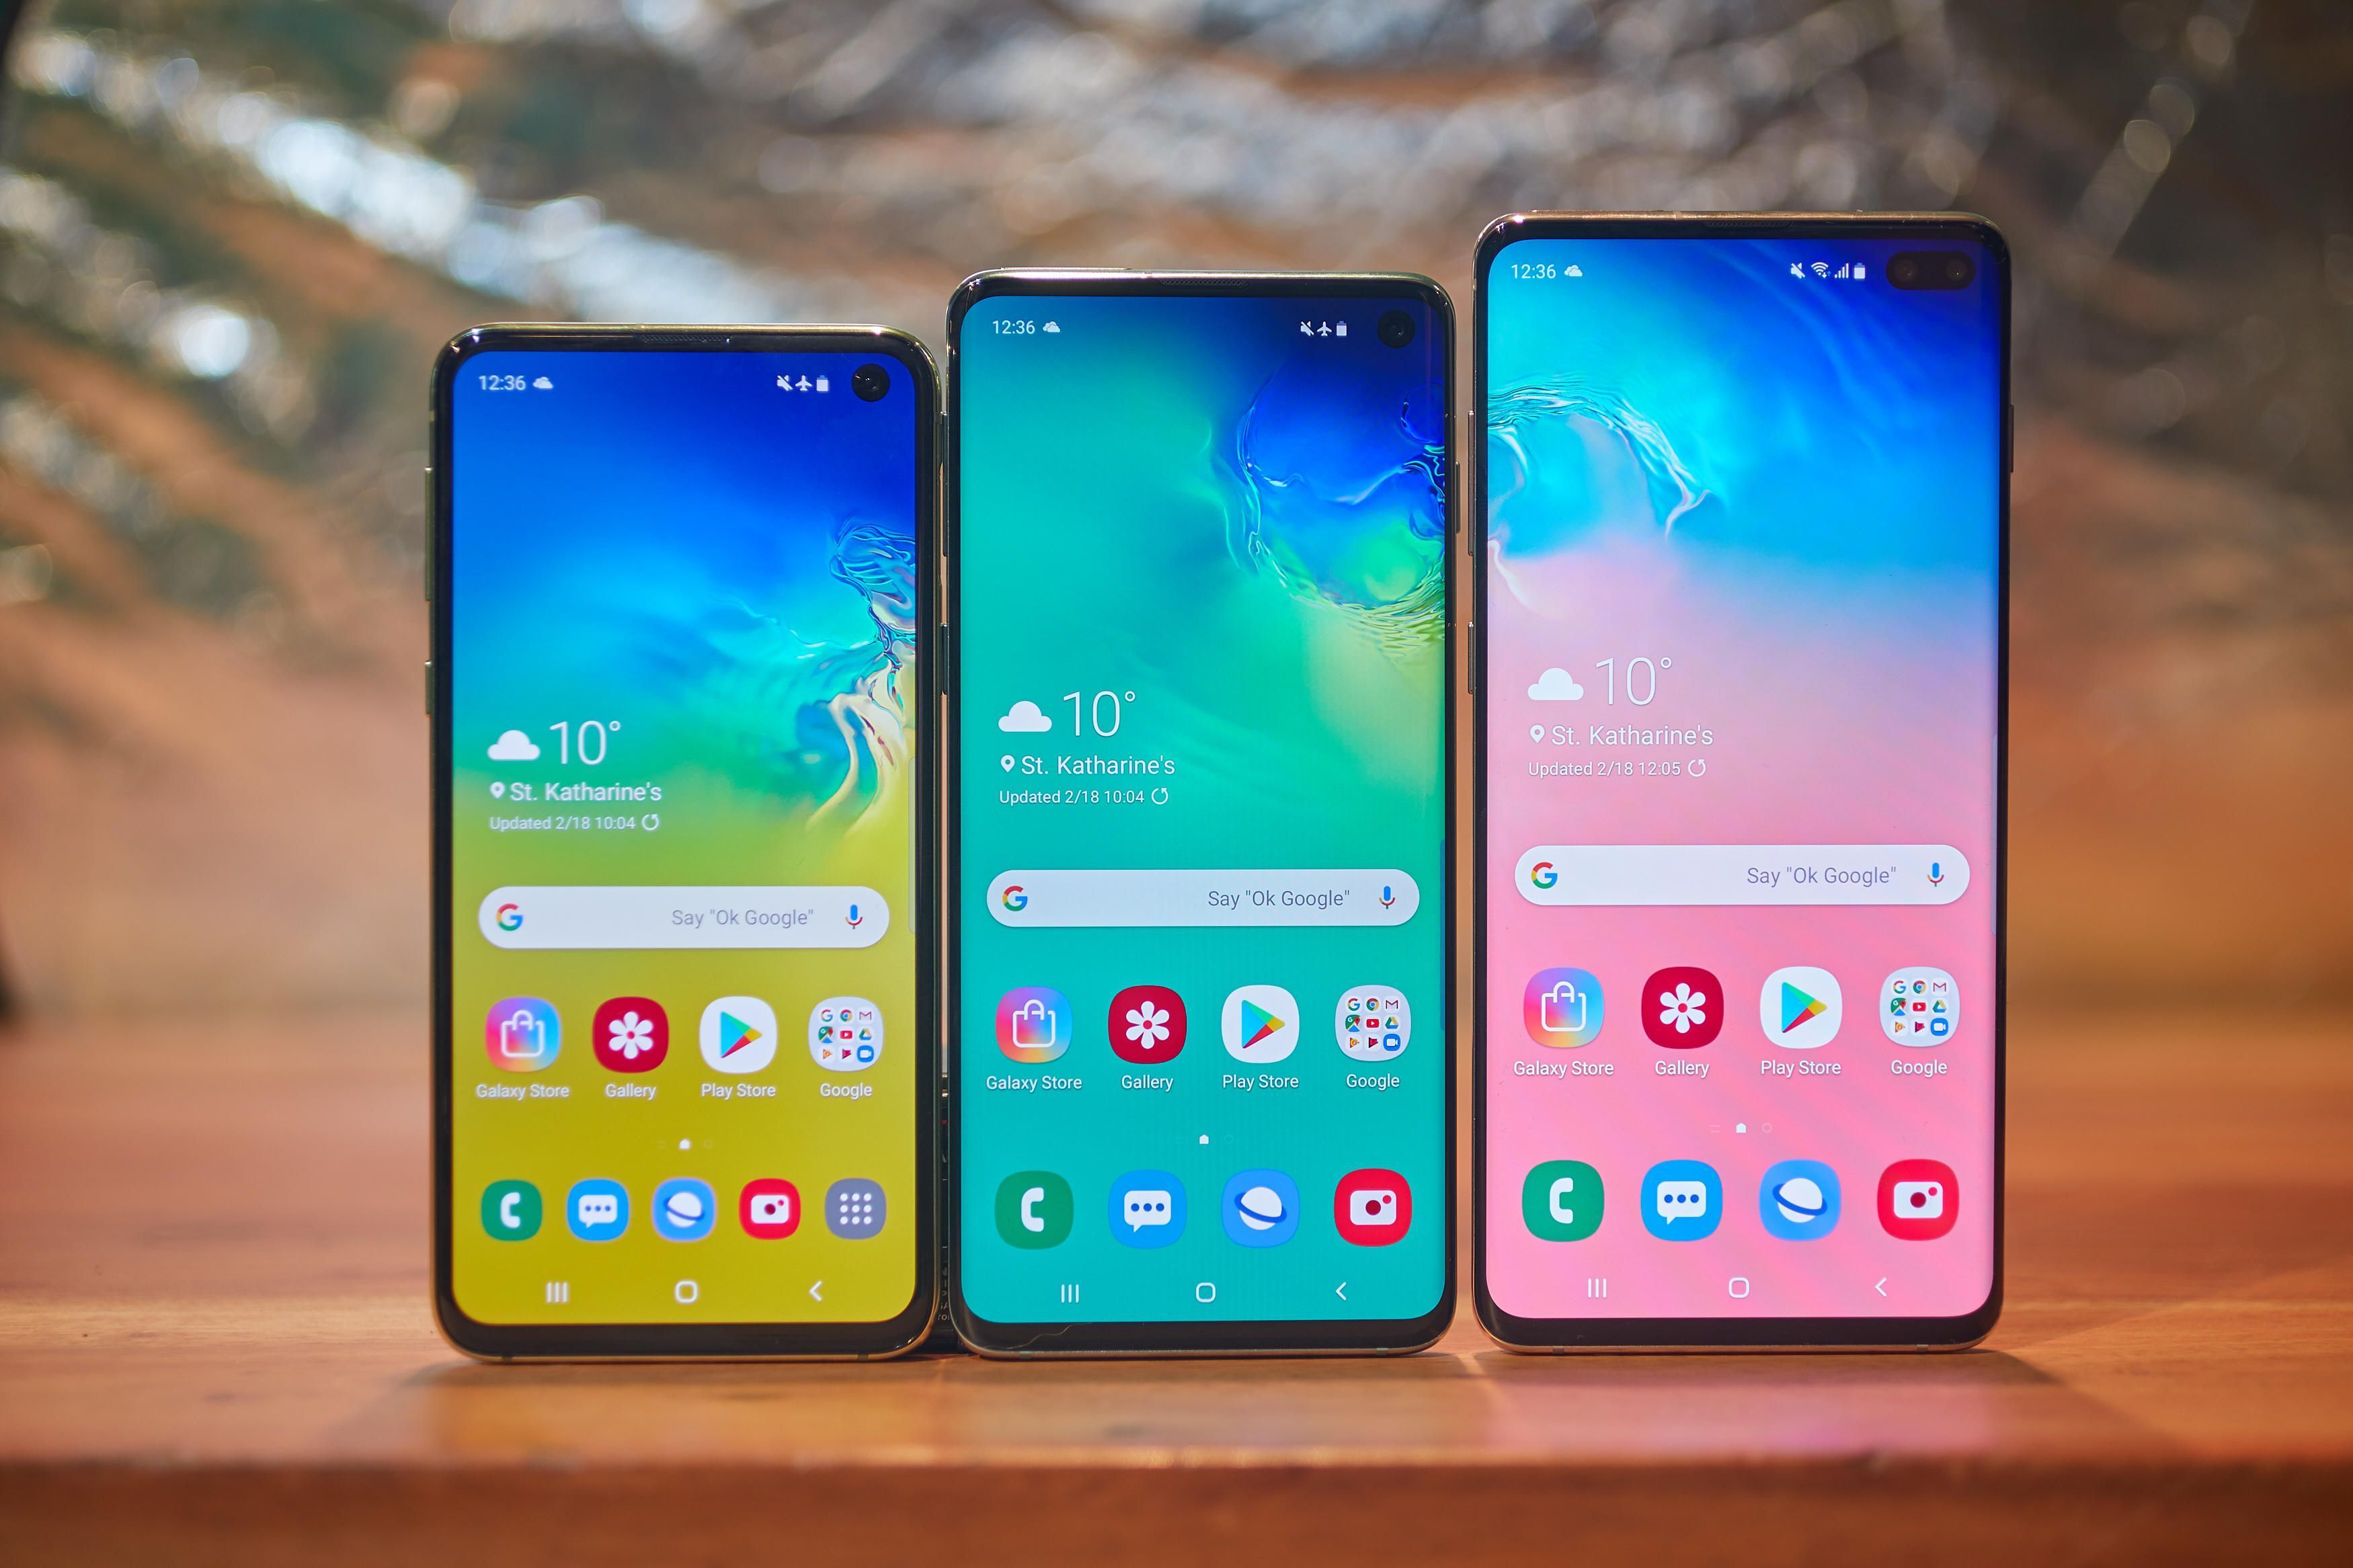 12:36
10°
St. Katharine's
Updated 2/18 10:04
Say "Ok Google"
Galaxy Store
Gallery
Play Store
Google
12:36
10°
St. Katharine's
Updated 2/18 10:04
Say "Ok Google"
Galaxy Store
Gallery
Play Store
Google
12:36
10°
St. Katharine's
Updated 2/18 12:05
Say "Ok Google"
Galaxy Store
Gallery
Play Store
Google